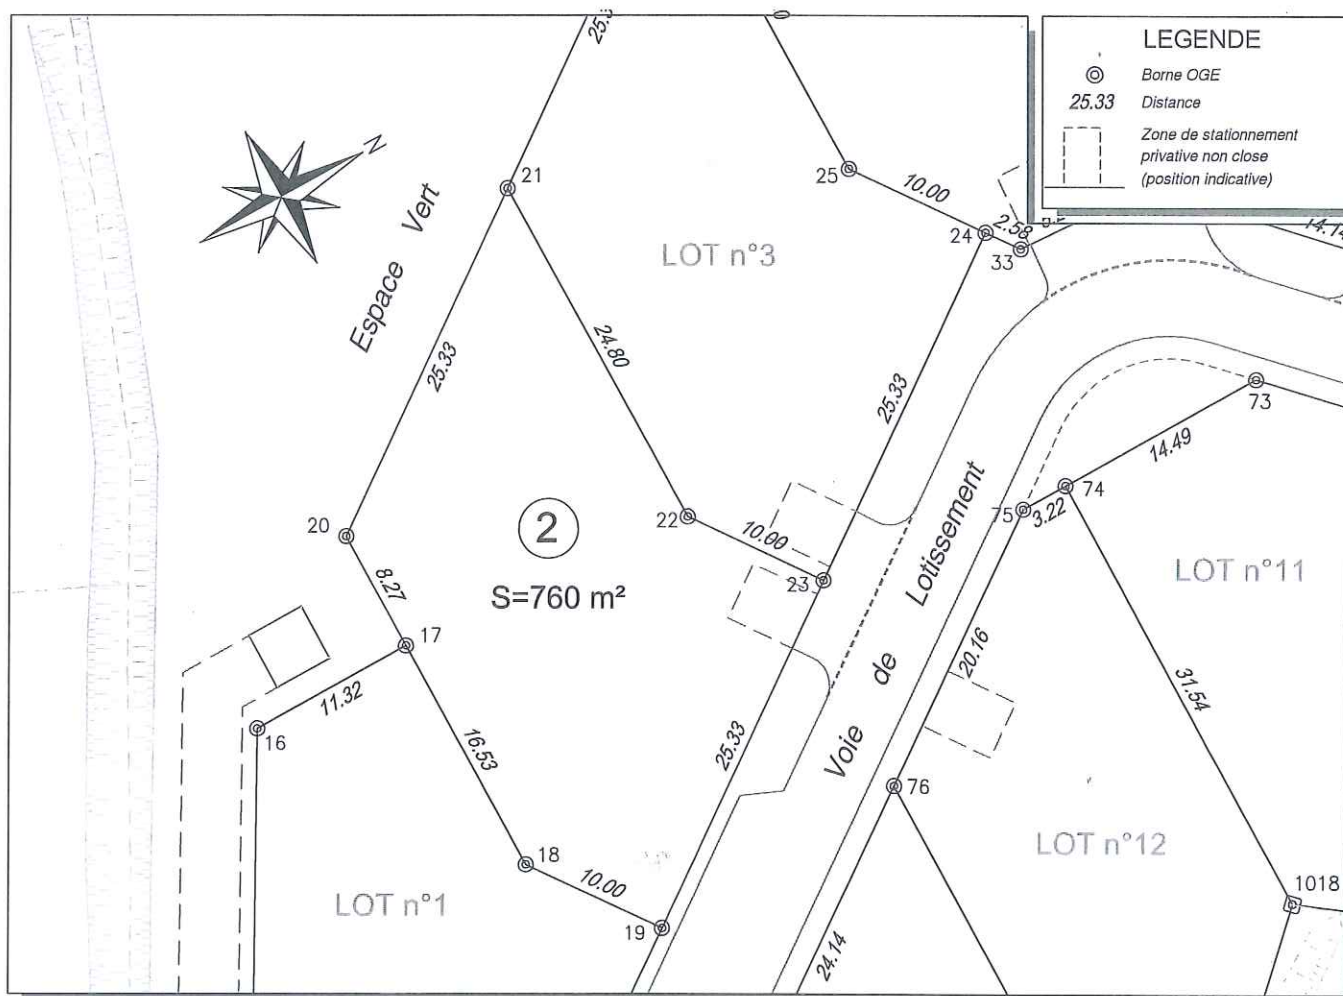 LEGENDE
Borne OGE
25.33 Distance
Zone de stationnement
privative non close
(position indicative)
N
Espace Vert
21
25
10.00
24
2.58
33
14.14
LOT n°3
25.33
24.80
25.33
73
14.49
74
75
3.22
22
10.00
23
20
8.27
2
S=760 m²
17
11.32
16
16.53
25.33
Voie de Lotissement
20.16
LOT n°11
31.54
76
LOT n°12
18
10.00
19
LOT n°1
24.14
1018